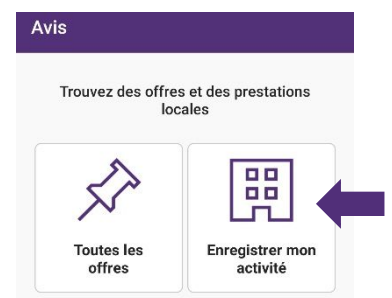 Avis
Trouvez des offres et des prestations
locales
Toutes les
offres
Enregistrer mon
activité